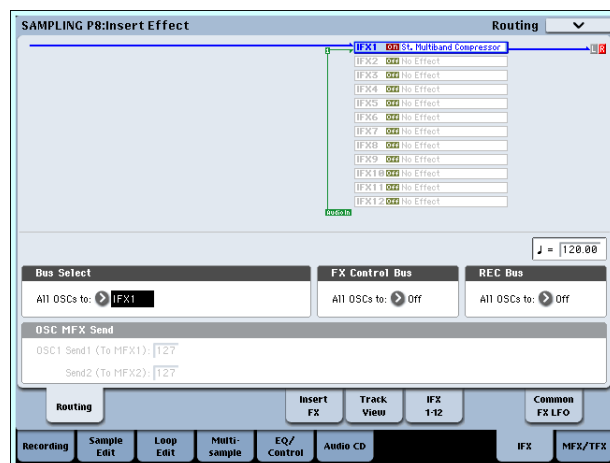 SAMPLING P8:Insert Effect Routing
IFX1 On St. Multiband Compressor L R
IFX2 Off No Effect
IFX3 Off No Effect
IFX4 Off No Effect
IFX5 Off No Effect
IFX6 Off No Effect
IFX7 Off No Effect
IFX8 Off No Effect
IFX9 Off No Effect
IFX10 Off No Effect
IFX11 Off No Effect
IFX12 Off No Effect
Audio In
♩ = 120.00
Bus Select FX Control Bus REC Bus
All OSCs to: IFX1 All OSCs to: Off All OSCs to: Off
OSC MFX Send
OSC1 Send1 (To MFX1): 127
Send2 (To MFX2): 127
Routing Insert FX Track View IFX 1-12 Common FX LFO
Recording Sample Edit Loop Edit Multi-sample EQ/Control Audio CD IFX MFX/TFX